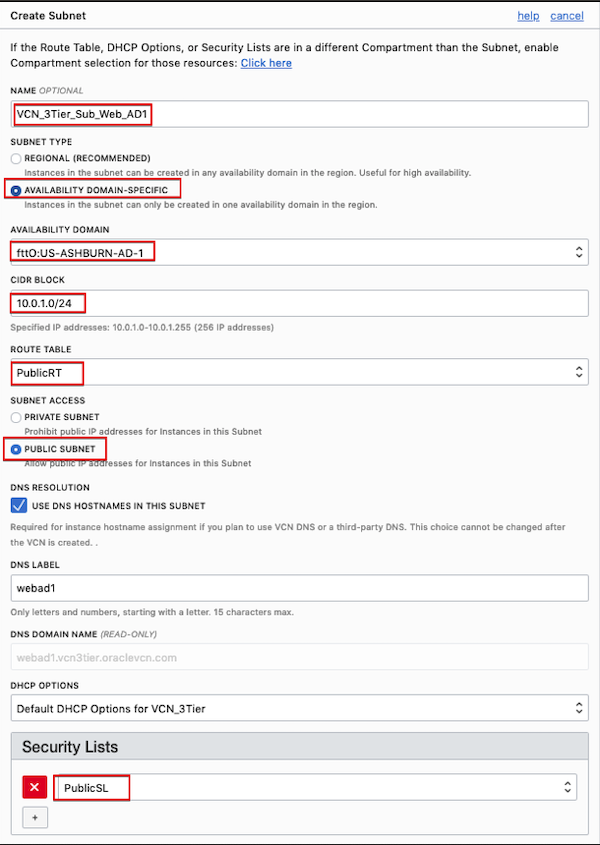 Create Subnet help cancel
If the Route Table, DHCP Options, or Security Lists are in a different Compartment than the Subnet, enable
Compartment selection for those resources: Click here
NAME OPTIONAL
VCN_3Tier_Sub_Web_AD1
SUBNET TYPE
REGIONAL (RECOMMENDED)
Instances in the subnet can be created in any availability domain in the region. Useful for high availability.
AVAILABILITY DOMAIN-SPECIFIC
Instances in the subnet can only be created in one availability domain in the region.
AVAILABILITY DOMAIN
fttO:US-ASHBURN-AD-1
CIDR BLOCK
10.0.1.0/24
Specified IP addresses: 10.0.1.0-10.0.1.255 (256 IP addresses)
ROUTE TABLE
PublicRT
SUBNET ACCESS
PRIVATE SUBNET
Prohibit public IP addresses for Instances in this Subnet
PUBLIC SUBNET
Allow public IP addresses for Instances in this Subnet
DNS RESOLUTION
USE DNS HOSTNAMES IN THIS SUBNET
Required for instance hostname assignment if you plan to use VCN DNS or a third-party DNS. This choice cannot be changed after
the VCN is created. .
DNS LABEL
webad1
Only letters and numbers, starting with a letter. 15 characters max.
DNS DOMAIN NAME (READ-ONLY)
webad1.vcn3tier.oraclevcn.com
DHCP OPTIONS
Default DHCP Options for VCN_3Tier
Security Lists
PublicSL
+